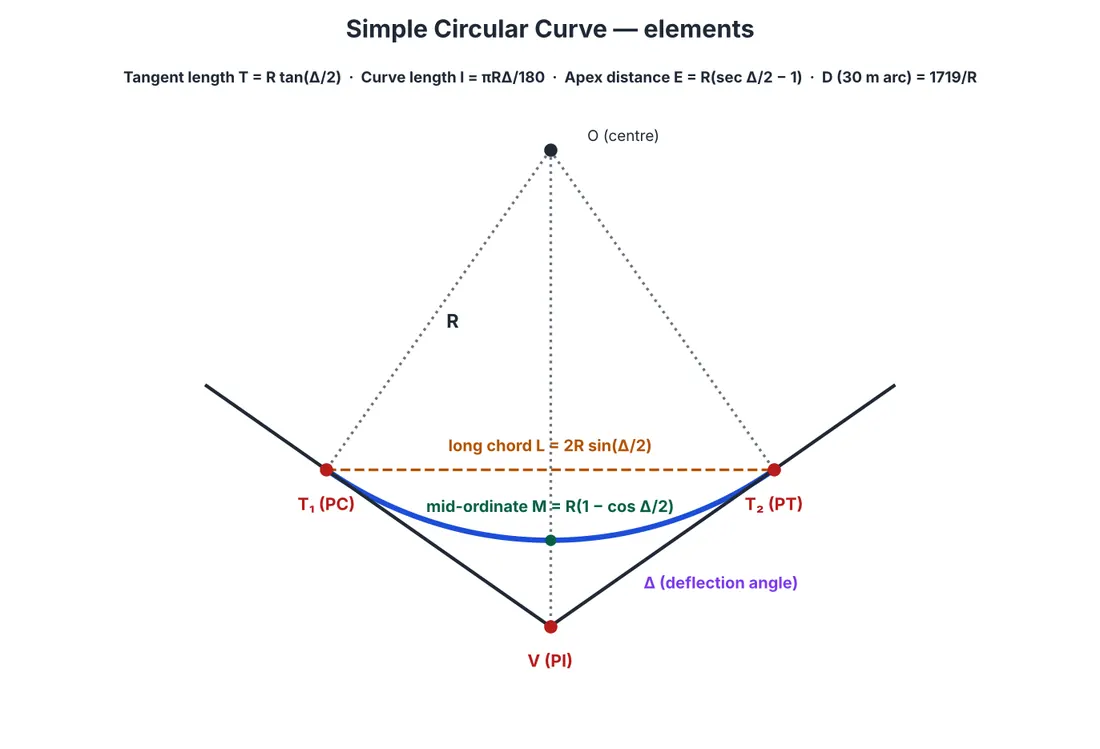 Simple Circular Curve — elements
Tangent length T = R tan(Δ/2) · Curve length l = πRΔ/180 · Apex distance E = R(sec Δ/2 − 1) · D (30 m arc) = 1719/R
O (centre)
R
long chord L = 2R sin(Δ/2)
T₁ (PC)
mid-ordinate M = R(1 − cos Δ/2)
T₂ (PT)
Δ (deflection angle)
V (PI)